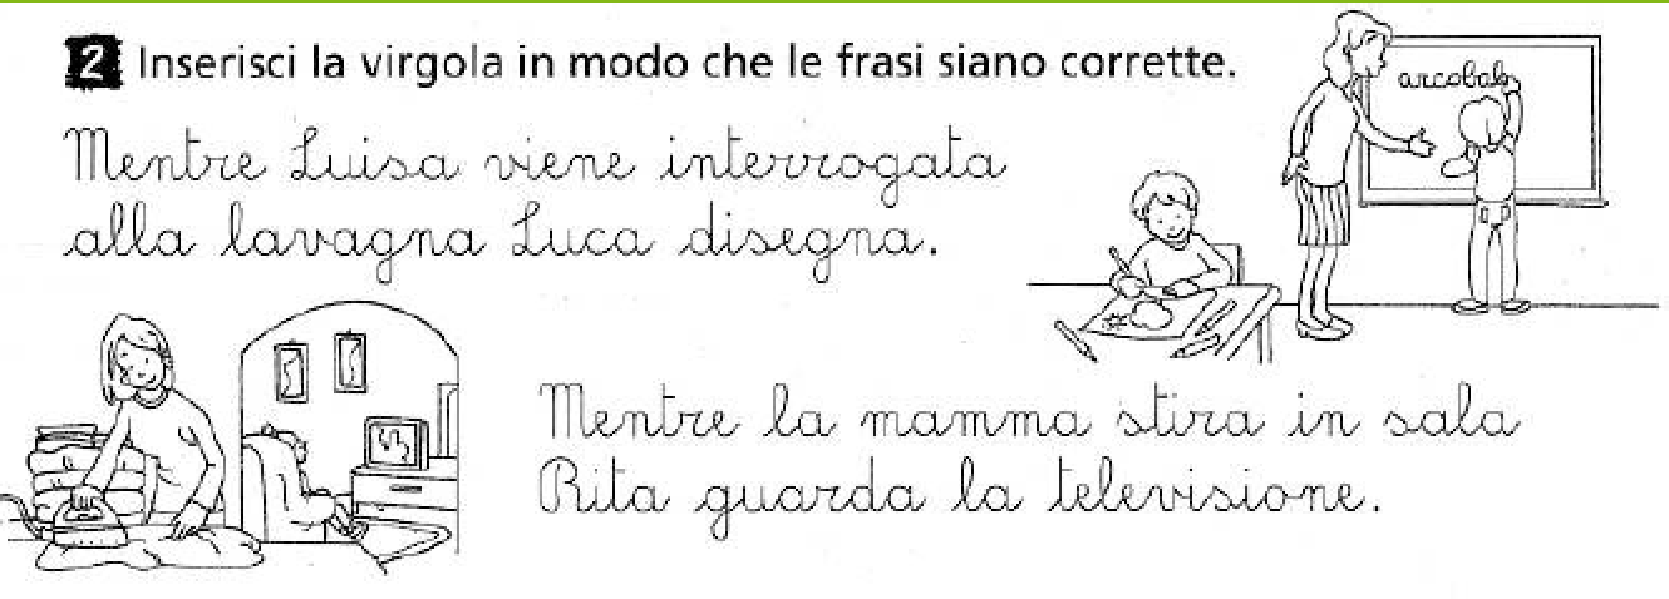 2 Inserisci la virgola in modo che le frasi siano corrette.
arcobale
Mentre Luisa viene interrogata
alla lavagna Luca disegna.
Mentre la mamma stira in sala
Rita guarda la televisione.